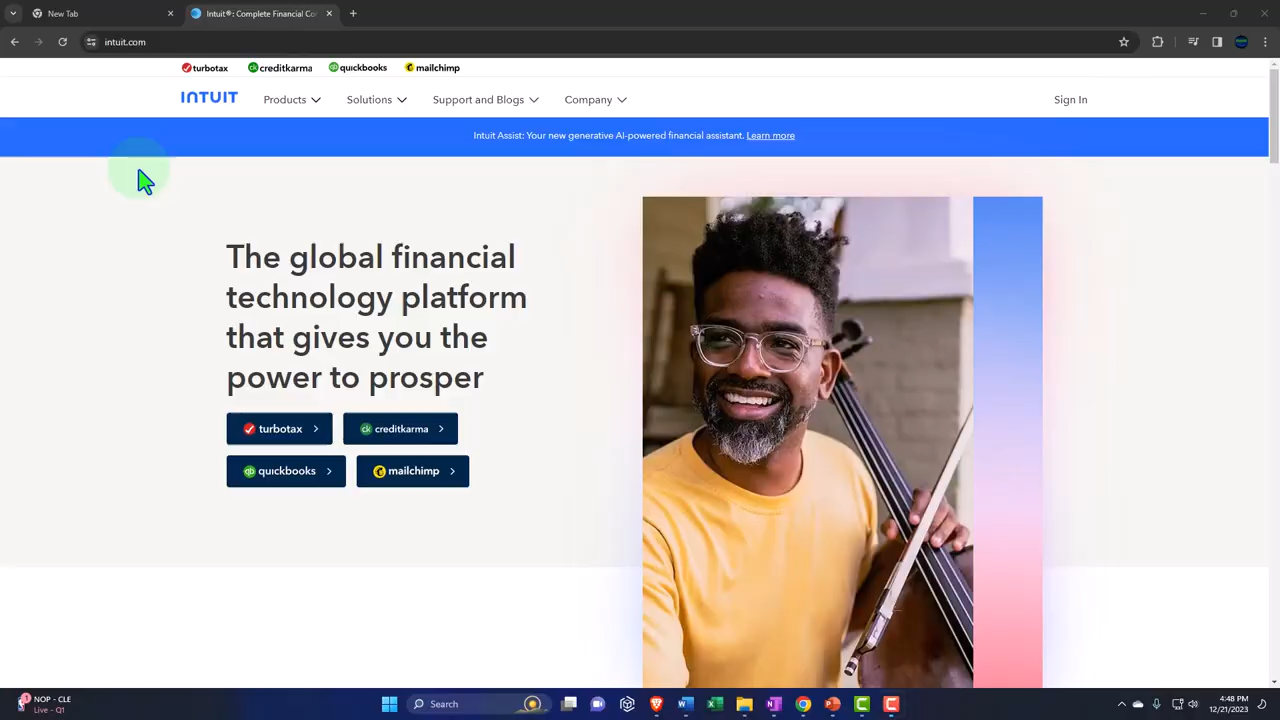 New Tab
Intuit®: Complete Financial Co
intuit.com
turbotax creditkarma quickbooks mailchimp
INTUIT Products Solutions Support and Blogs Company Sign In
Intuit Assist: Your new generative AI-powered financial assistant. Learn more
The global financial
technology platform
that gives you the
power to prosper
turbotax creditkarma
quickbooks mailchimp
NOP - CLE
Live - Q1
Search
4:48 PM
12/21/2023